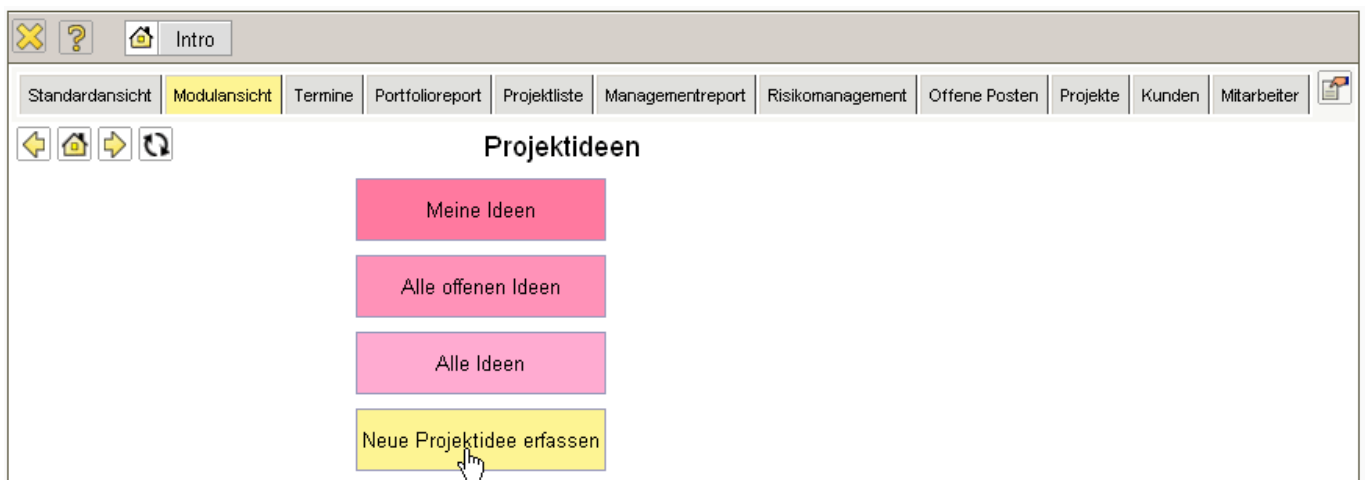 Intro
Standardansicht Modulansicht Termine Portfolioreport Projektliste Managementreport Risikomanagement Offene Posten Projekte Kunden Mitarbeiter
Projektideen
Meine Ideen
Alle offenen Ideen
Alle Ideen
Neue Projektidee erfassen